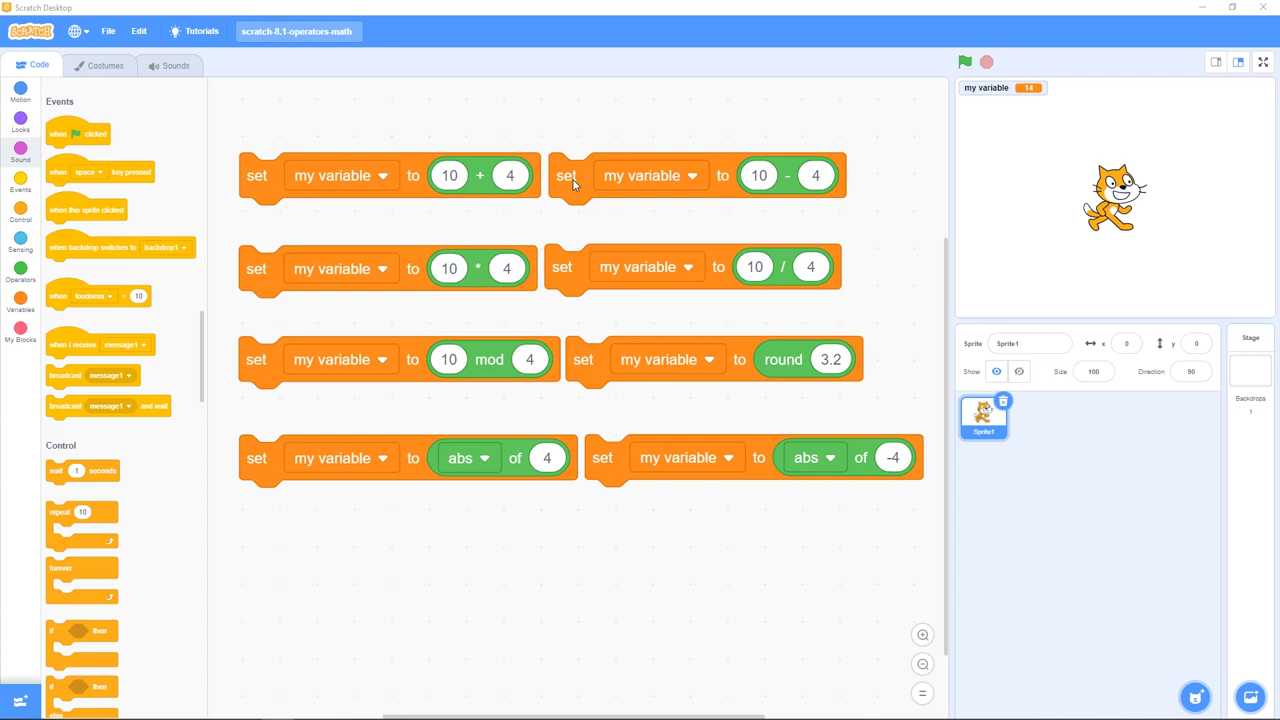 Scratch Desktop
SCRATCH
File
Edit
Tutorials
scratch-8.1-operators-math
Code
Costumes
Sounds
Motion
Looks
Sound
Events
Control
Sensing
Operators
Variables
My Blocks
Events
when clicked
when space key pressed
when this sprite clicked
when backdrop switches to backdrop1
when loudness > 10
when I receive message1
broadcast message1
broadcast message1 and wait
Control
wait 1 seconds
repeat 10
forever
if then
if then
else
set my variable to 10 + 4
set my variable to 10 - 4
set my variable to 10 * 4
set my variable to 10 / 4
set my variable to 10 mod 4
set my variable to round 3.2
set my variable to abs of 4
set my variable to abs of -4
my variable 14
Sprite Sprite1 x 0 y 0
Show Size 100 Direction 90
Sprite1
Stage
Backdrops
1